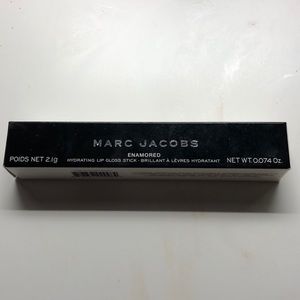 MARC JACOBS
ENAMORED
POIDS NET 2.1g HYDRATING LIP GLOSS STICK - BRILLANT À LÈVRES HYDRATANT NET WT. 0.074 Oz.